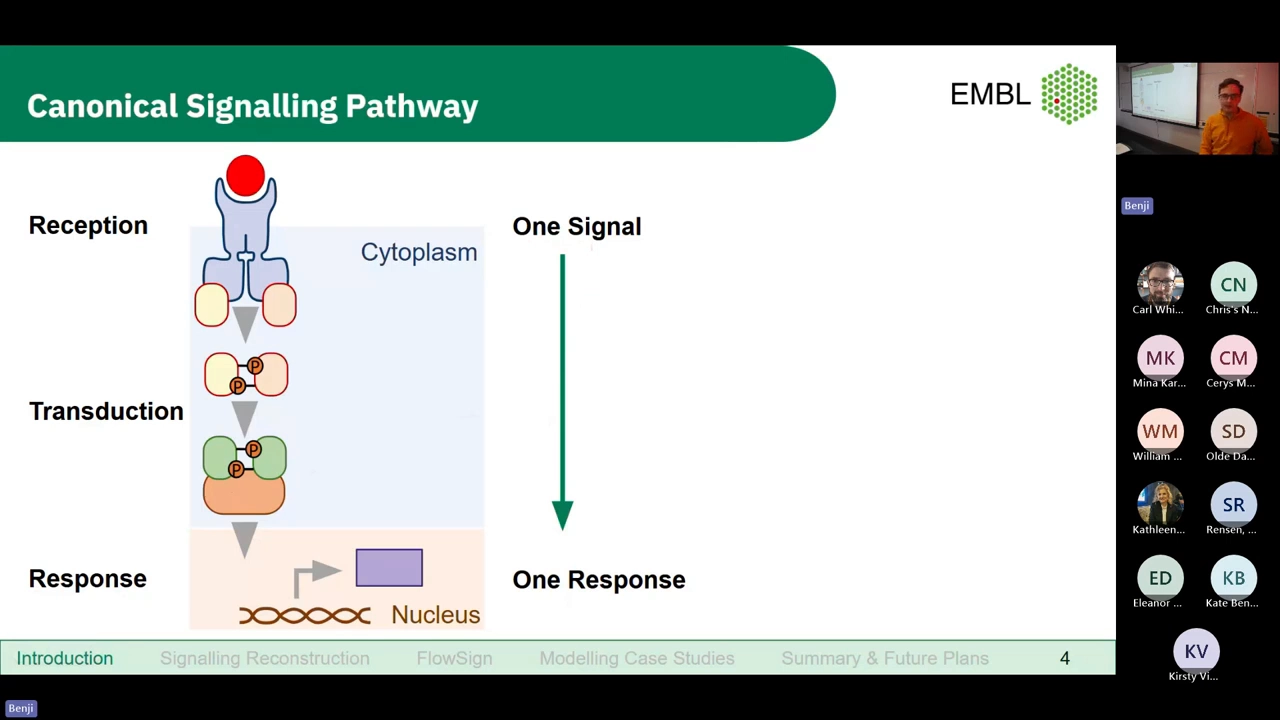 Canonical Signalling Pathway
EMBL
Reception
Cytoplasm
One Signal
P
P
Transduction
P
P
Response
Nucleus
One Response
Introduction
Signalling Reconstruction
FlowSign
Modelling Case Studies
Summary & Future Plans
4
Benji
Carl Whi...
CN
Chris's N...
MK
Mina Kar...
CM
Cerys M...
WM
William ...
SD
Olde Da...
Kathleen...
SR
Rensen, ...
ED
Eleanor ...
KB
Kate Ben...
KV
Kirsty Vi...
Benji